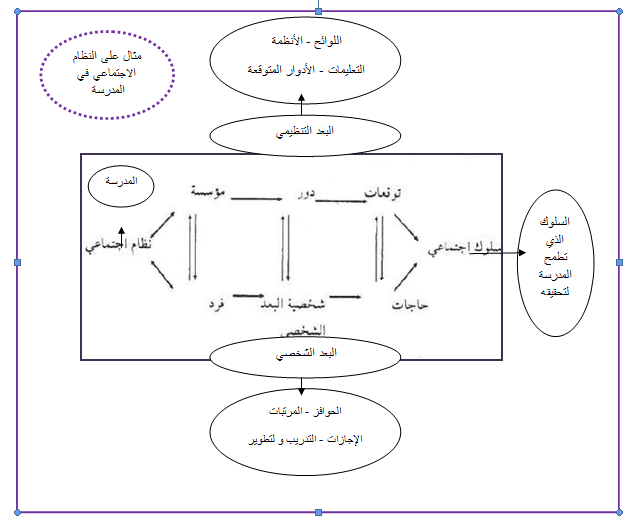 اللوائح - الأنظمة
التعليمات - الأدوار المتوقعة
مثال على النظام
الاجتماعي في
المدرسة
البعد التنظيمي
المدرسة
مؤسسة
دور
توقعات
نظام اجتماعي
سلوك اجتماعي
السلوك
الذي
تطمح
المدرسة
لتحقيقه
فرد
شخصية البعد
الشخصي
حاجات
البعد الشخصي
الحوافز - المرتبات
الإجازات - التدريب و لتطوير